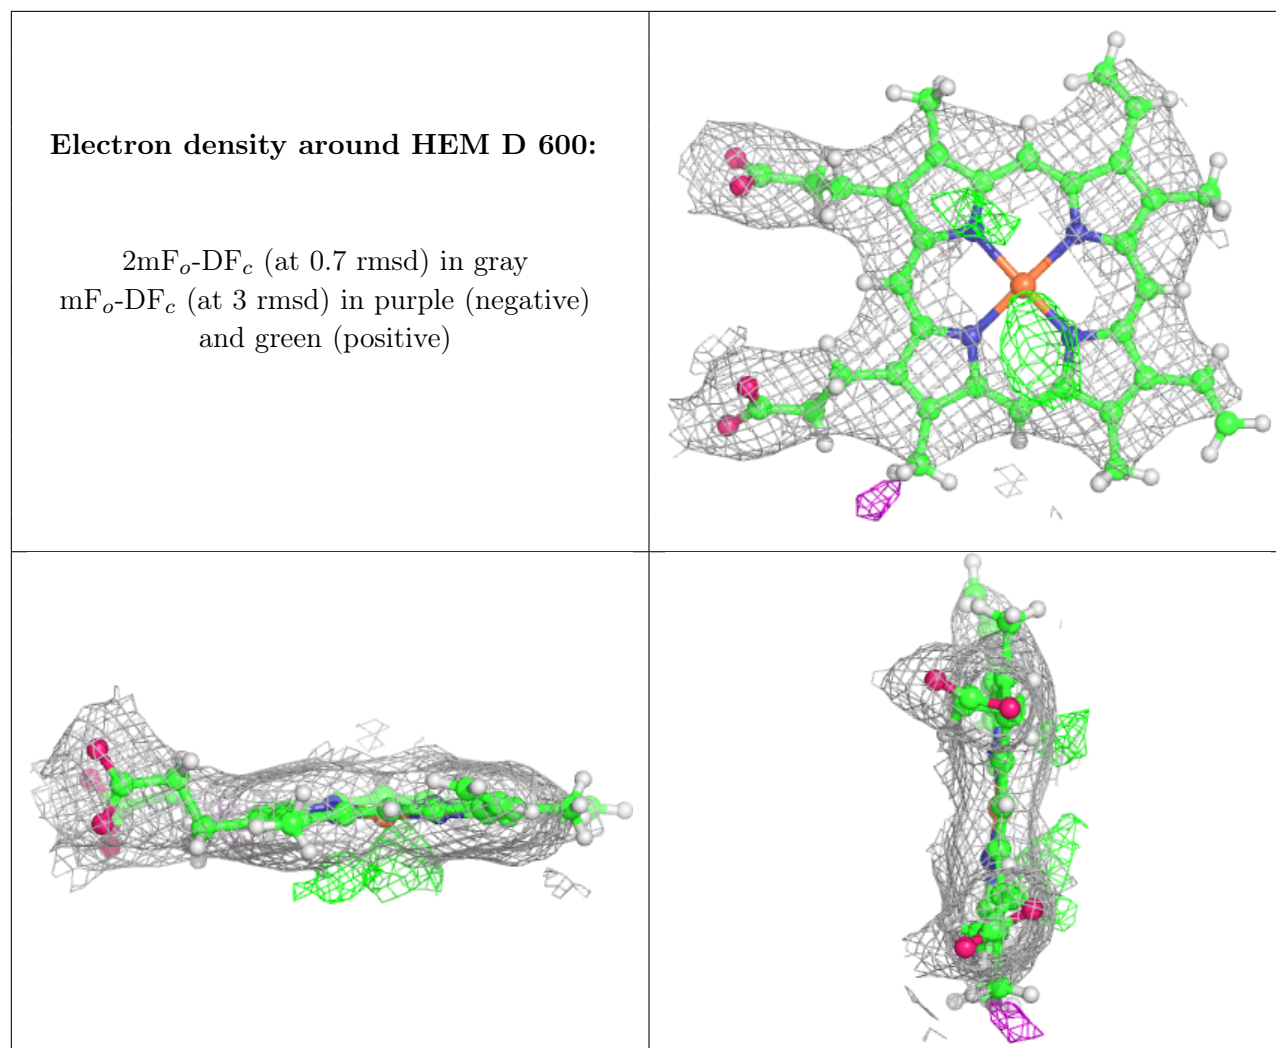 Electron density around HEM D 600:
2mFo-DFc (at 0.7 rmsd) in gray
mFo-DFc (at 3 rmsd) in purple (negative)
and green (positive)